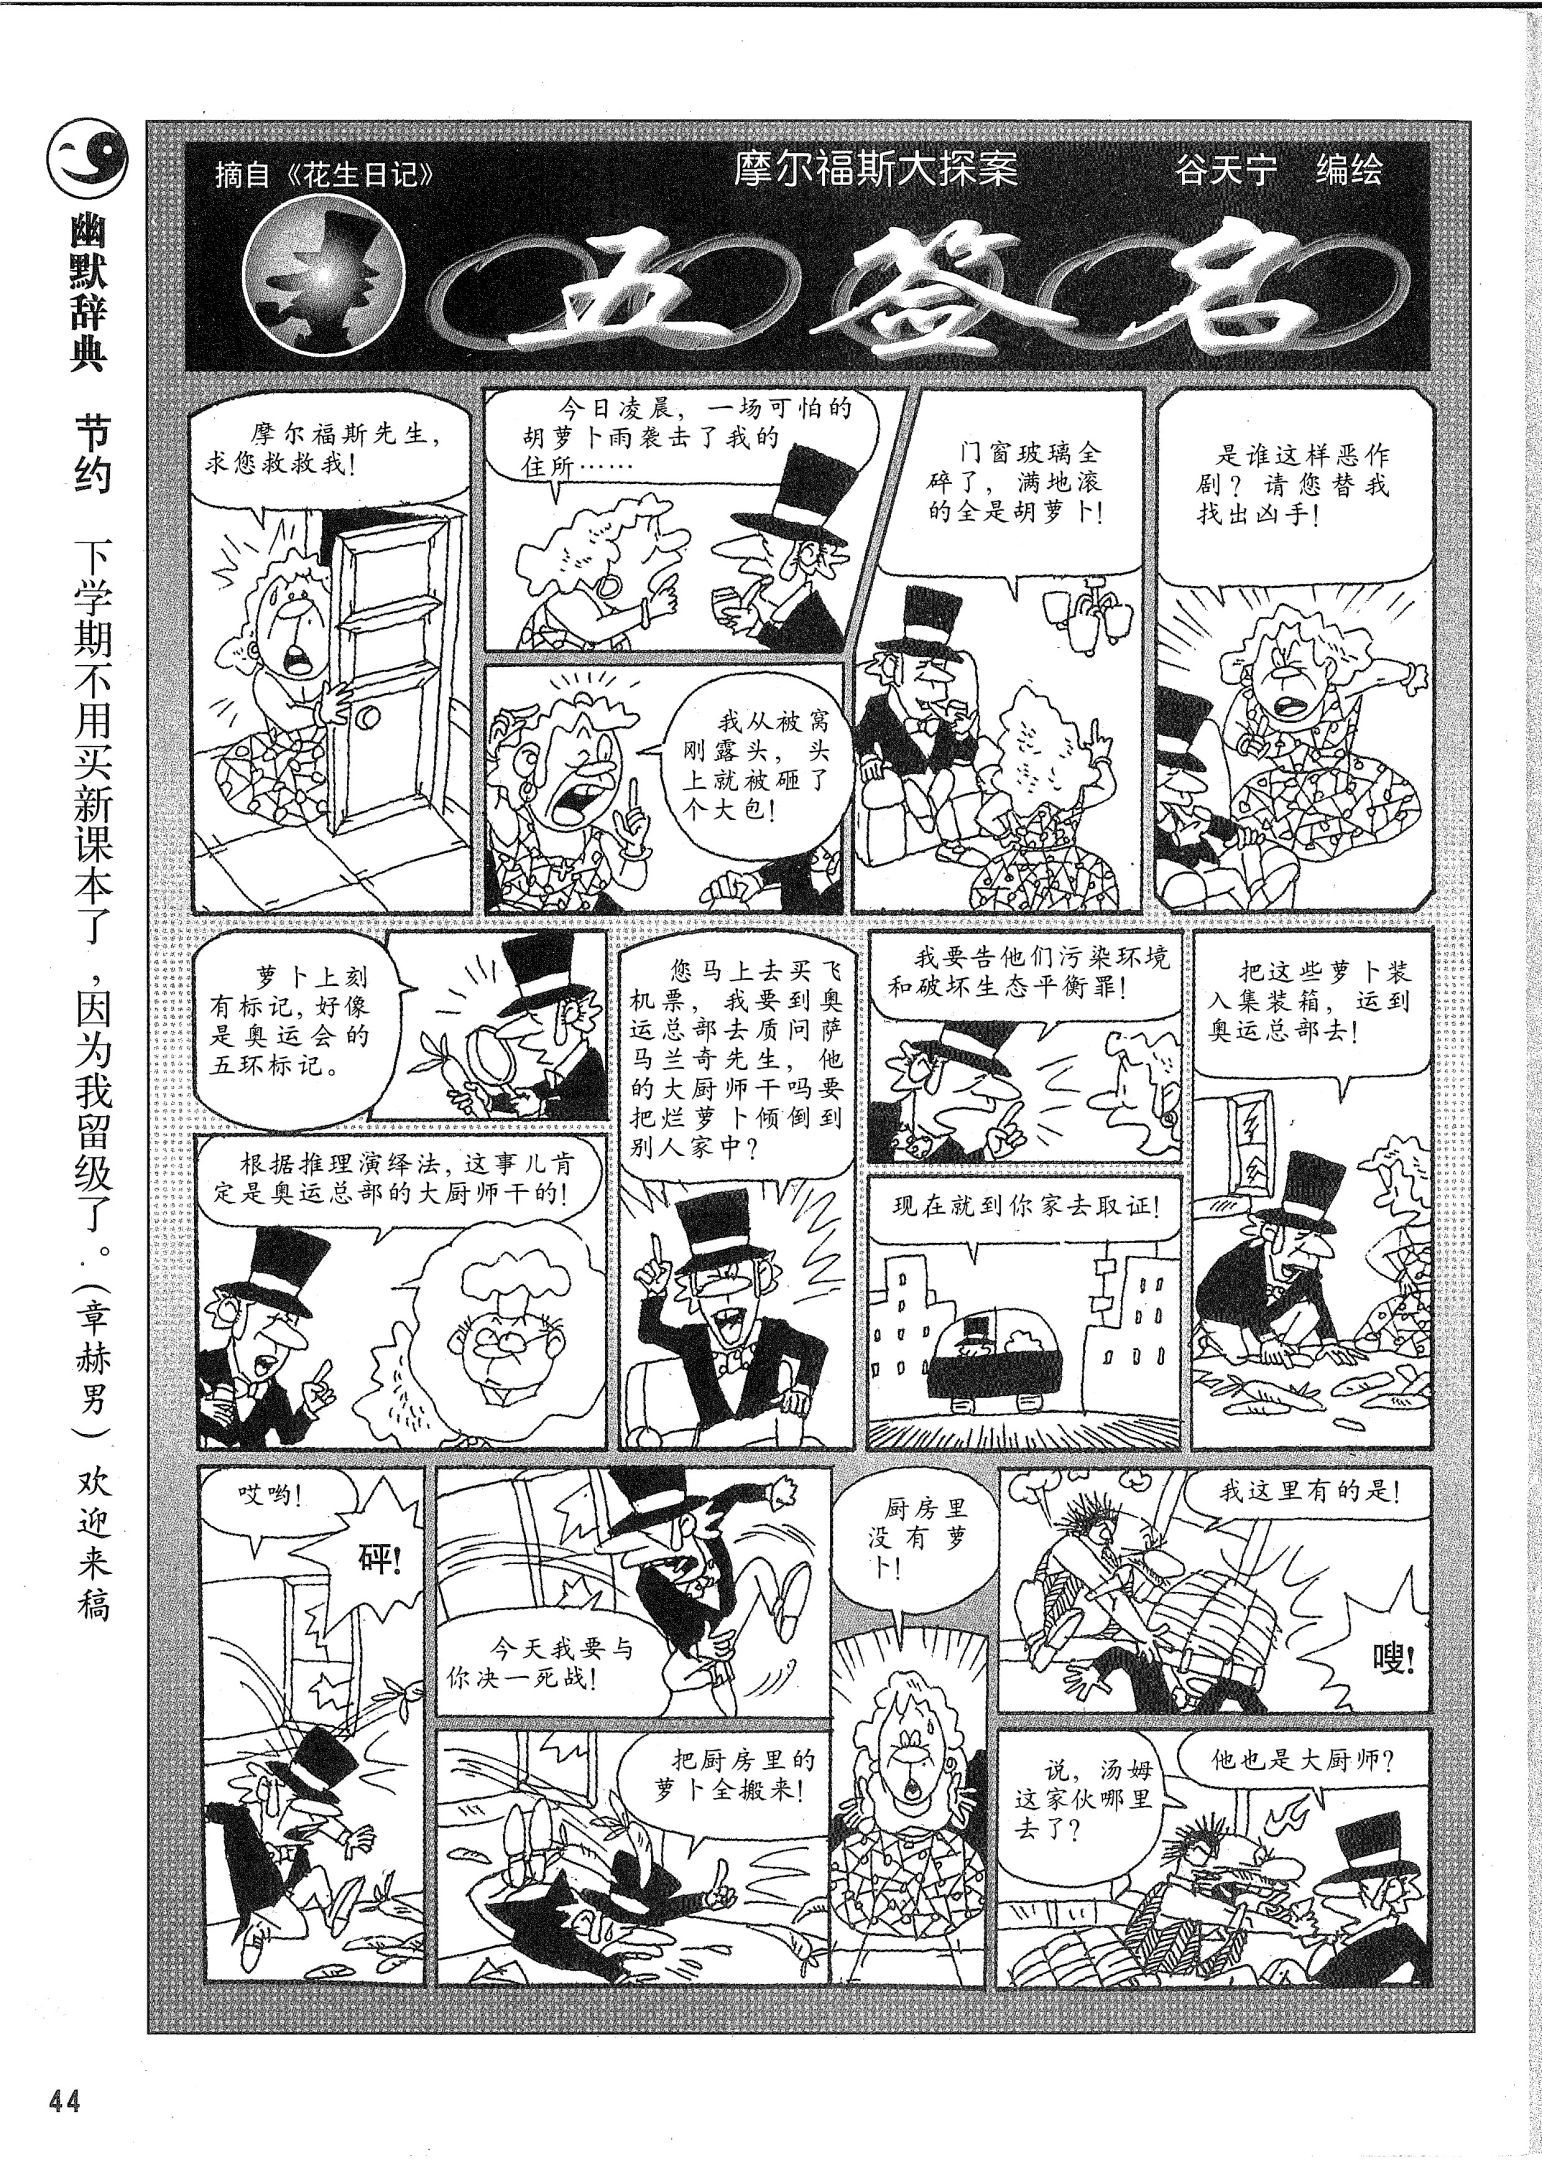 摘自《花生日记》
摩尔福斯大探案
谷天宁　编绘
五签名
摩尔福斯先生，
求您救救我！
今日凌晨，一场可怕的
胡萝卜雨袭击了我的
住所……
我从被窝
刚露头，头
上就被砸了
个大包！
门窗玻璃全
碎了，满地滚
的全是胡萝卜！
是谁这样恶作
剧？请您替我
找出凶手！
萝卜上刻
有标记，好像
是奥运会的
五环标记。
根据推理演绎法，这事儿肯
定是奥运总部的大厨师干的！
您马上去买飞
机票，我要到奥
运总部去质问萨
马兰奇先生，他
的大厨师干吗要
把烂萝卜倾倒到
别人家中？
我要告他们污染环境
和破坏生态平衡罪！
现在就到你家去取证！
把这些萝卜装
入集装箱，运到
奥运总部去！
哎哟！
砰！
今天我要与
你决一死战！
把厨房里的
萝卜全搬来！
厨房里
没有萝
卜！
我这里有的是！
嗖！
说，汤姆
这家伙哪里
去了？
他也是大厨师？
幽默辞典　节约　下学期不用买新课本了，因为我留级了。（章赫男）欢迎来稿
44